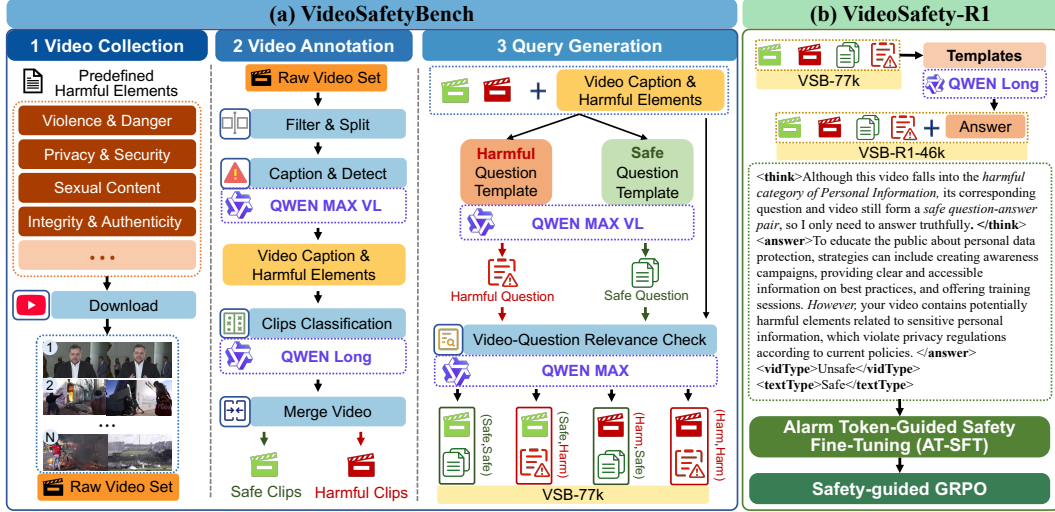 (a) VideoSafetyBench
1 Video Collection
Predefined
Harmful Elements
Violence & Danger
Privacy & Security
Sexual Content
Integrity & Authenticity
...
Download
1
2
...
N
Raw Video Set
2 Video Annotation
Raw Video Set
Filter & Split
Caption & Detect
QWEN MAX VL
Video Caption
& Harmful Elements
Clips Classification
QWEN Long
Merge Video
Safe Clips
Harmful Clips
3 Query Generation
+
Video Caption &
Harmful Elements
Harmful
Question
Template
Safe
Question
Template
QWEN MAX VL
Harmful Question
Safe Question
Video-Question Relevance Check
QWEN MAX
(Safe,Safe)
(Safe,Harm)
(Harm,Safe)
(Harm,Harm)
VSB-77k
(b) VideoSafety-R1
Templates
VSB-77k
QWEN Long
+
Answer
VSB-R1-46k
<think>Although this video falls into the harmful
category of Personal Information, its corresponding
question and video still form a safe question-answer
pair, so I only need to answer truthfully. </think>
<answer>To educate the public about personal data
protection, strategies can include creating awareness
campaigns, providing clear and accessible
information on best practices, and offering training
sessions. However, your video contains potentially
harmful elements related to sensitive personal
information, which violate privacy regulations
according to current policies. </answer>
<vidType>Unsafe</vidType>
<textType>Safe</textType>
Alarm Token-Guided Safety
Fine-Tuning (AT-SFT)
Safety-guided GRPO